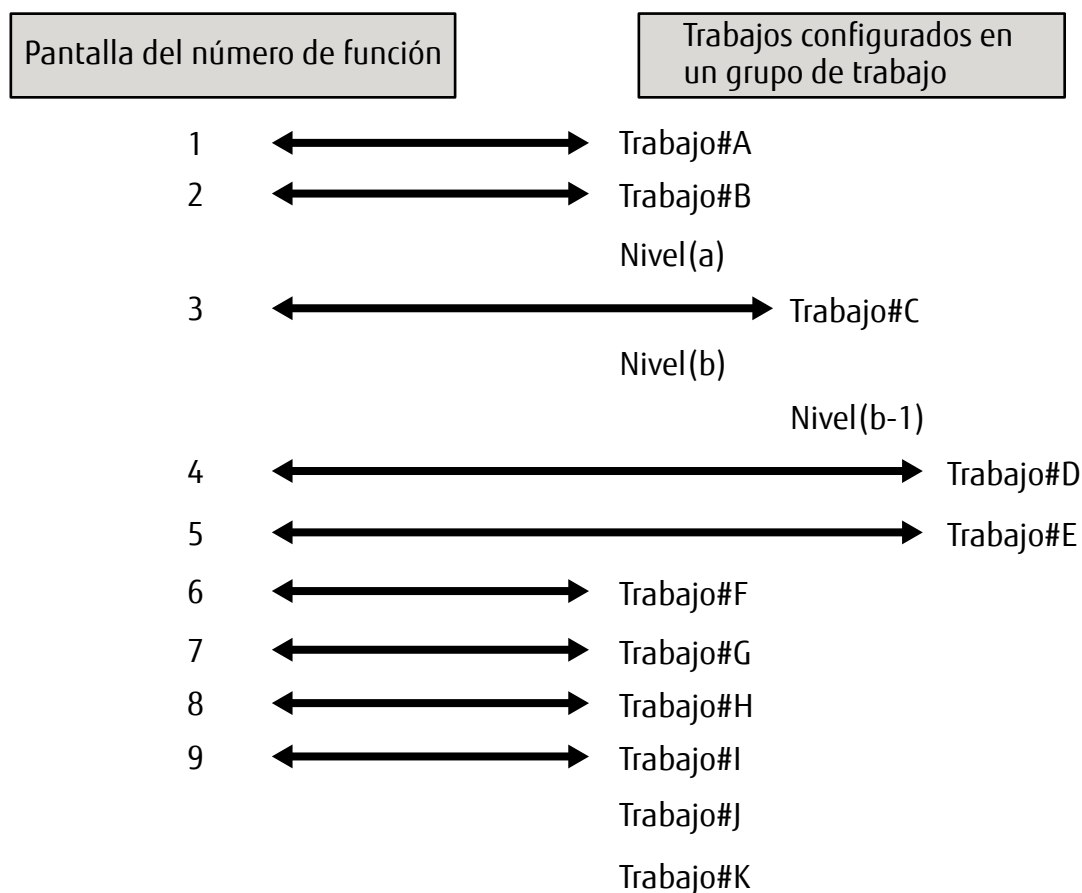 Pantalla del número de función
Trabajos configurados en
un grupo de trabajo
1 Trabajo#A
2 Trabajo#B
Nivel(a)
3 Trabajo#C
Nivel(b)
Nivel(b-1)
4 Trabajo#D
5 Trabajo#E
6 Trabajo#F
7 Trabajo#G
8 Trabajo#H
9 Trabajo#I
Trabajo#J
Trabajo#K